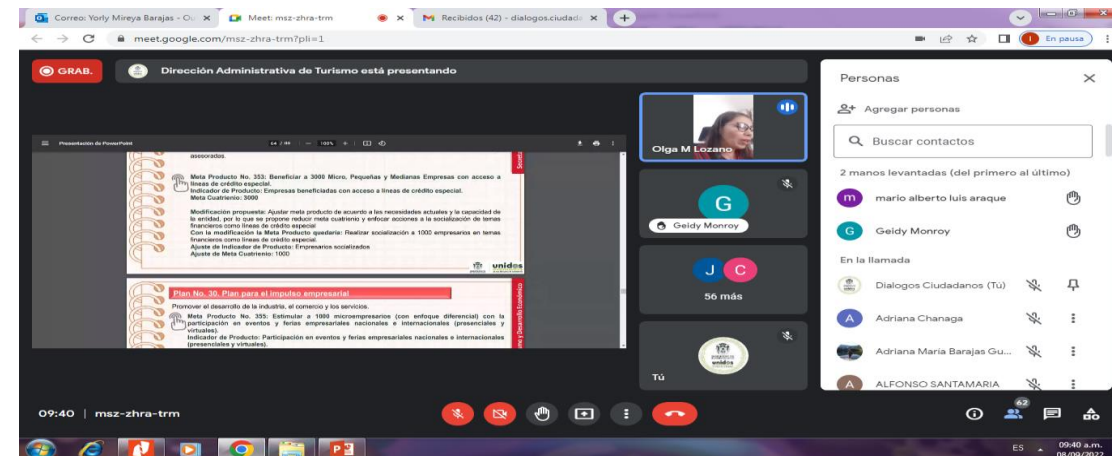 Correo: Yorly Mireya Barajas - Ou
Meet: msz-zhra-trm
Recibidos (42) - dialogos.ciudad
meet.google.com/msz-zhra-trm?pli=1
En pausa
GRAB.
Dirección Administrativa de Turismo está presentando
Presentación de PowerPoint
64
100%
asesorados.
Meta Producto No. 353: Beneficiar a 3000 Micro, Pequeñas y Medianas Empresas con acceso a
líneas de crédito especial.
Indicador de Producto: Empresas beneficiadas con acceso a líneas de crédito especial.
Meta Cuatrienio: 3000
Modificación propuesta: Ajustar meta producto de acuerdo a las necesidades actuales y la capacidad de
la entidad, por lo que se propone reducir meta cuatrienio y enfocar acciones a la socialización de temas
financieros como líneas de crédito especial
Con la modificación la Meta Producto quedaría: Realizar socialización a 1000 empresarios en temas
financieros como líneas de crédito especial.
Ajuste de Indicador de Producto: Empresarios socializados
Ajuste de Meta Cuatrienio: 1000
unidos
Plan No. 30. Plan para el impulso empresarial
Promover el desarrollo de la industria, el comercio y los servicios.
Meta Producto No. 355: Estimular a 1000 microempresarios (con enfoque diferencial) con la
participación en eventos y ferias empresariales nacionales e internacionales (presenciales y
virtuales).
Indicador de Producto: Participación en eventos y ferias empresariales nacionales e internacionales
(presenciales y virtuales).
y Desarrollo Económico
Olga M Lozano
G
Geidy Monroy
J C
56 más
unidos
Tú
Personas
Agregar personas
Buscar contactos
2 manos levantadas (del primero al último)
m mario alberto luis araque
G Geidy Monroy
En la llamada
Dialogos Ciudadanos (Tú)
A Adriana Chanaga
Adriana María Barajas Gu...
A ALFONSO SANTAMARIA
09:40 | msz-zhra-trm
62
ES
09:40 a.m.
08/09/2022